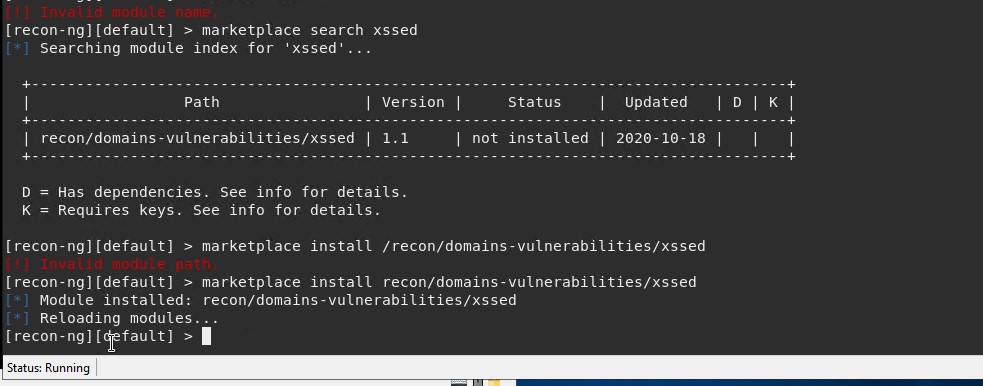 [!] Invalid module name.
[recon-ng][default] > marketplace search xssed
[*] Searching module index for 'xssed'...
+---------------------------------------------------------------------------------------+
| Path | Version | Status | Updated | D | K |
+---------------------------------------------------------------------------------------+
| recon/domains-vulnerabilities/xssed | 1.1 | not installed | 2020-10-18 | | |
+---------------------------------------------------------------------------------------+
D = Has dependencies. See info for details.
K = Requires keys. See info for details.
[recon-ng][default] > marketplace install /recon/domains-vulnerabilities/xssed
[!] Invalid module path.
[recon-ng][default] > marketplace install recon/domains-vulnerabilities/xssed
[*] Module installed: recon/domains-vulnerabilities/xssed
[*] Reloading modules...
[recon-ng][default] >
Status: Running